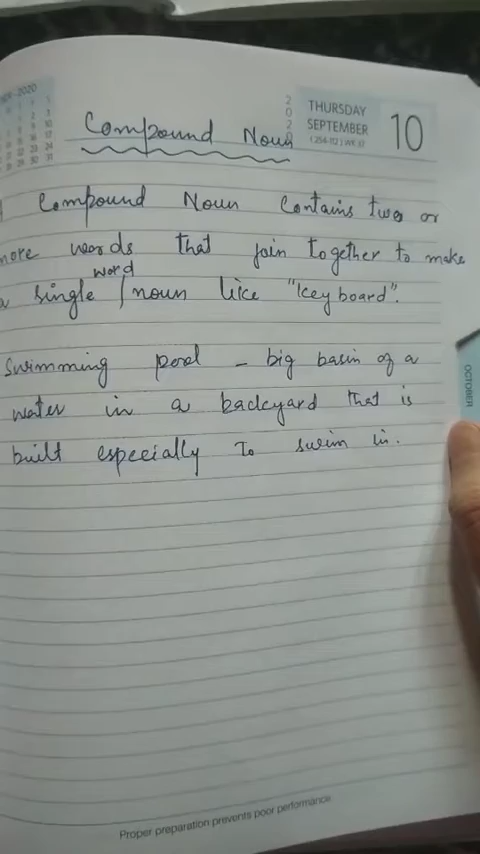 2020
THURSDAY
SEPTEMBER
10
Compound Noun
Compound Noun Contains two or
more words that join together to make
word
a single / noun like "Keyboard".
Swimming pool - big basin of a
water in a backyard that is
built especially to swim in.
OCTOBER
Proper preparation prevents poor performance